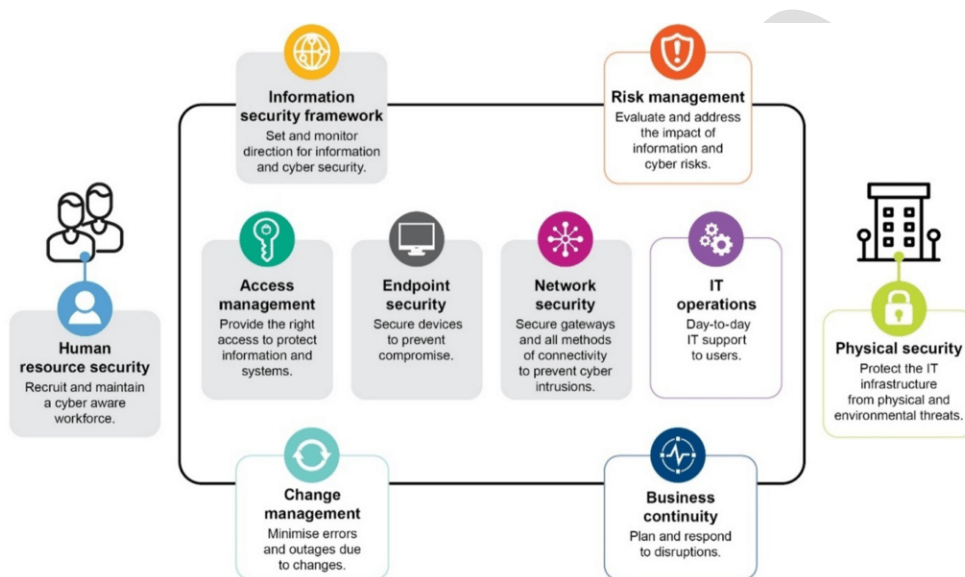 Information
security framework
Set and monitor
direction for information
and cyber security.
Risk management
Evaluate and address
the impact of
information and
cyber risks.
Human
resource security
Recruit and maintain
a cyber aware
workforce.
Access
management
Provide the right
access to protect
information and
systems.
Endpoint
security
Secure devices
to prevent
compromise.
Network
security
Secure gateways
and all methods
of connectivity
to prevent cyber
intrusions.
IT
operations
Day-to-day
IT support
to users.
Physical security
Protect the IT
infrastructure
from physical and
environmental threats.
Change
management
Minimise errors
and outages due
to changes.
Business
continuity
Plan and respond
to disruptions.